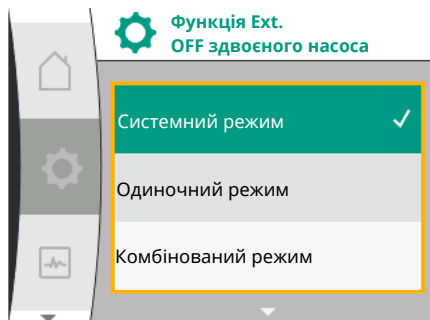 Функція Ext.
OFF здвоєного насоса
Системний режим
Одиночний режим
Комбінований режим